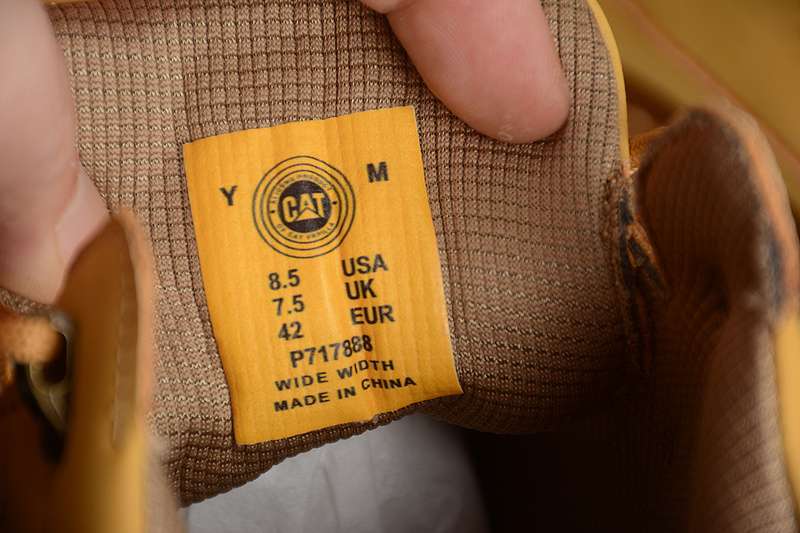 Y M
CAT
8.5 USA
7.5 UK
42 EUR
P717888
WIDE WIDTH
MADE IN CHINA